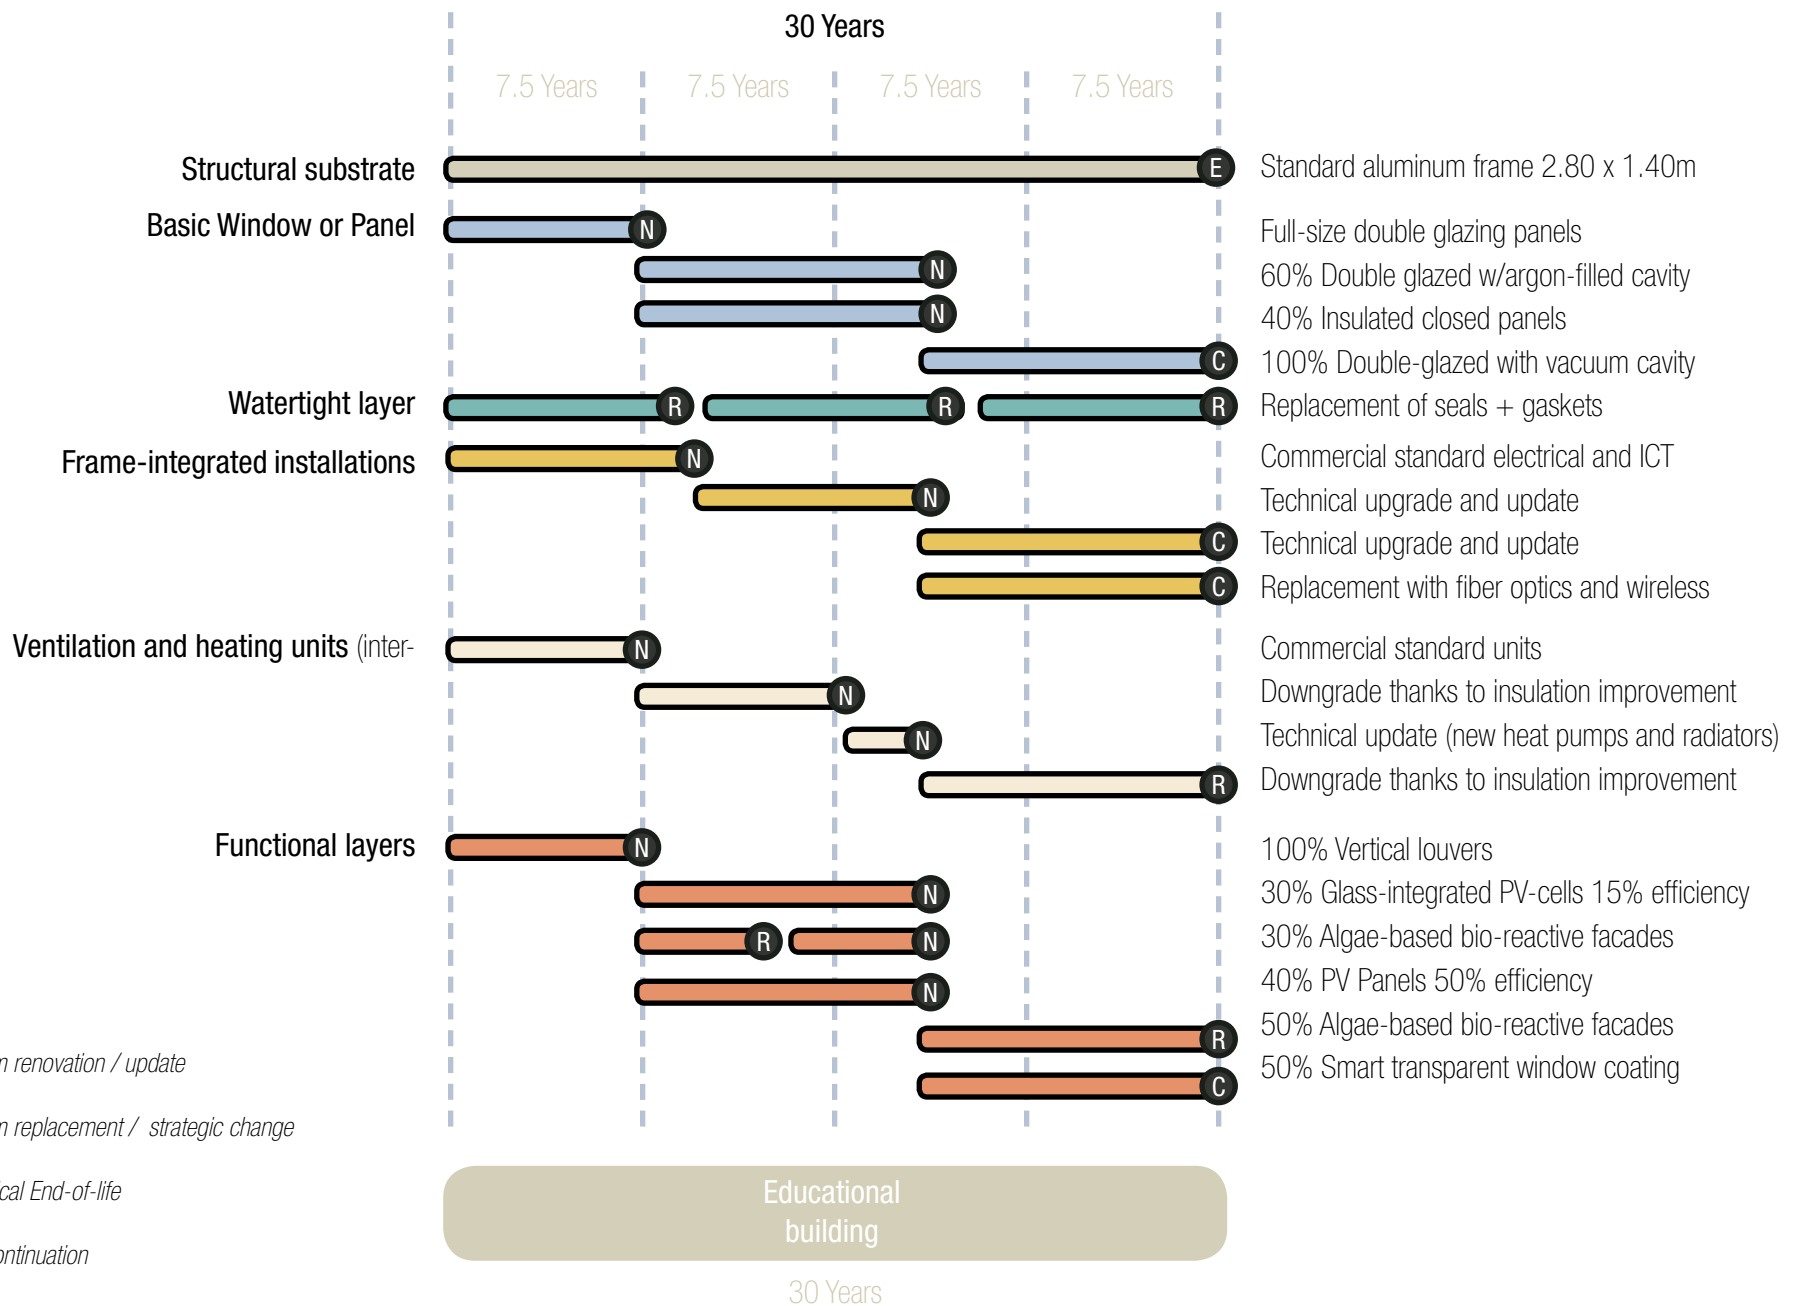 30 Years
7.5 Years 7.5 Years 7.5 Years 7.5 Years
Structural substrate E Standard aluminum frame 2.80 x 1.40m
Basic Window or Panel N Full-size double glazing panels
N 60% Double glazed w/argon-filled cavity
N 40% Insulated closed panels
C 100% Double-glazed with vacuum cavity
Watertight layer R R R Replacement of seals + gaskets
Frame-integrated installations N Commercial standard electrical and ICT
N Technical upgrade and update
C Technical upgrade and update
C Replacement with fiber optics and wireless
Ventilation and heating units (inter- N Commercial standard units
N Downgrade thanks to insulation improvement
N Technical update (new heat pumps and radiators)
R Downgrade thanks to insulation improvement
Functional layers N 100% Vertical louvers
N 30% Glass-integrated PV-cells 15% efficiency
R N 30% Algae-based bio-reactive facades
N 40% PV Panels 50% efficiency
R 50% Algae-based bio-reactive facades
C 50% Smart transparent window coating
renovation / update
replacement / strategic change
End-of-life
Educational
building
30 Years